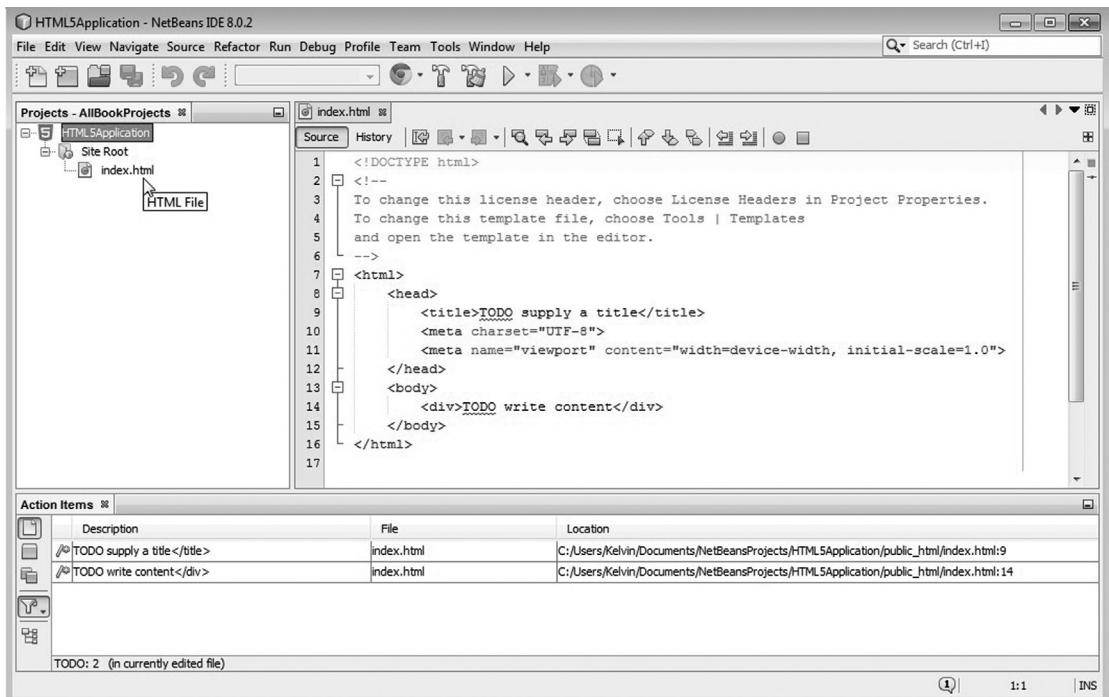 HTML5Application - NetBeans IDE 8.0.2
File Edit View Navigate Source Refactor Run Debug Profile Team Tools Window Help
Search (Ctrl+I)
Projects - AllBookProjects
HTML5Application
Site Root
index.html
HTML File
index.html
Source History
1 <!DOCTYPE html>
2 <!--
3 To change this license header, choose License Headers in Project Properties.
4 To change this template file, choose Tools | Templates
5 and open the template in the editor.
6 -->
7 <html>
8 <head>
9 <title>TODO supply a title</title>
10 <meta charset="UTF-8">
11 <meta name="viewport" content="width=device-width, initial-scale=1.0">
12 </head>
13 <body>
14 <div>TODO write content</div>
15 </body>
16 </html>
17
Action Items
Description File Location
TODO supply a title</title> index.html C:/Users/Kelvin/Documents/NetBeansProjects/HTML5Application/public_html/index.html:9
TODO write content</div> index.html C:/Users/Kelvin/Documents/NetBeansProjects/HTML5Application/public_html/index.html:14
TODO: 2 (in currently edited file)
1 1:1 INS